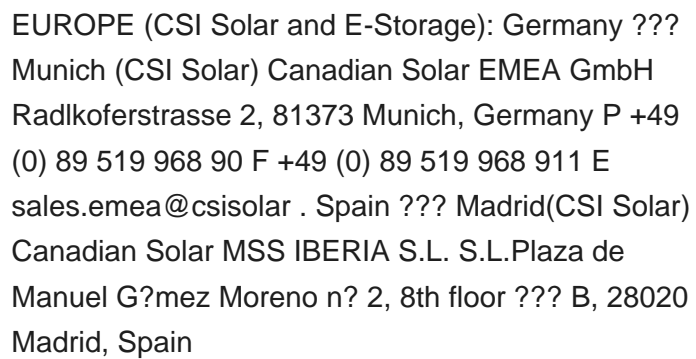 EUROPE (CSI Solar and E-Storage): Germany ???
Munich (CSI Solar) Canadian Solar EMEA GmbH
Radlkoferstrasse 2, 81373 Munich, Germany P +49
(0) 89 519 968 90 F +49 (0) 89 519 968 911 E
sales.emea@csisolar . Spain ??? Madrid(CSI Solar)
Canadian Solar MSS IBERIA S.L. S.L.Plaza de
Manuel G?mez Moreno n? 2, 8th floor ??? B, 28020
Madrid, Spain